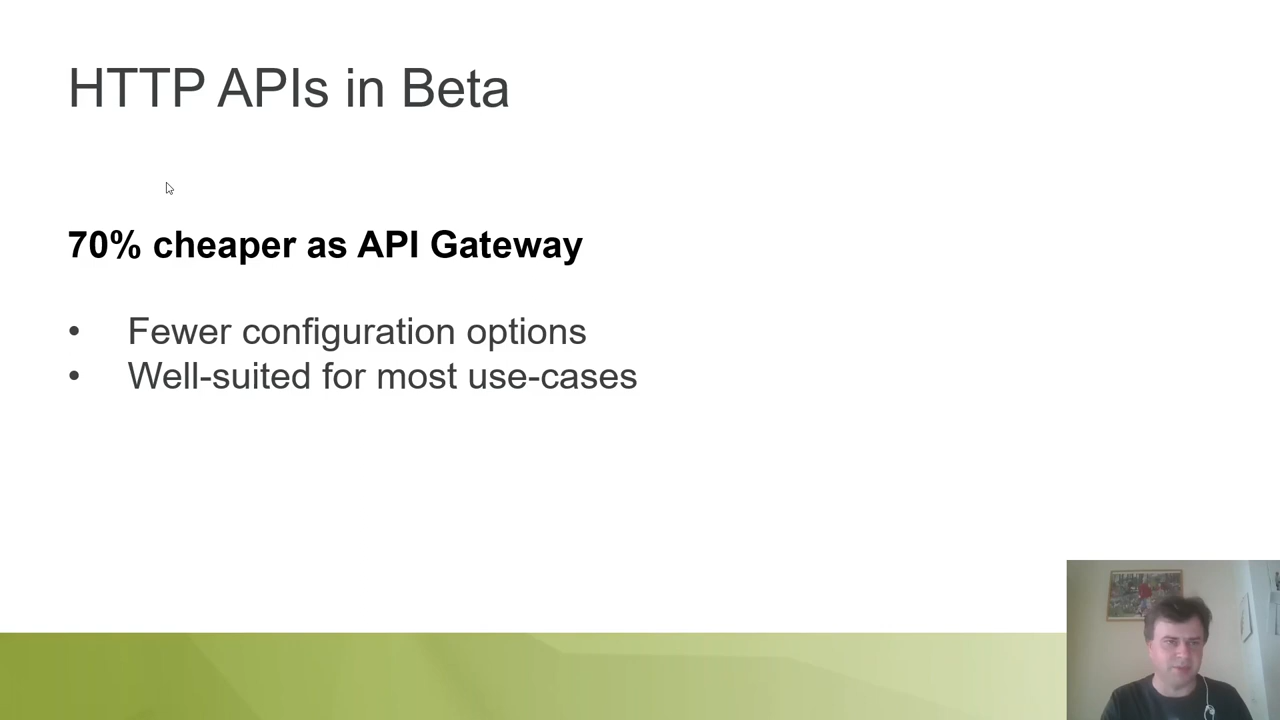 HTTP APIs in Beta
70% cheaper as API Gateway
• Fewer configuration options
• Well-suited for most use-cases